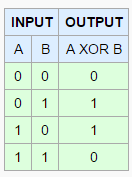 INPUT OUTPUT
A B A XOR B
0 0 0
0 1 1
1 0 1
1 1 0